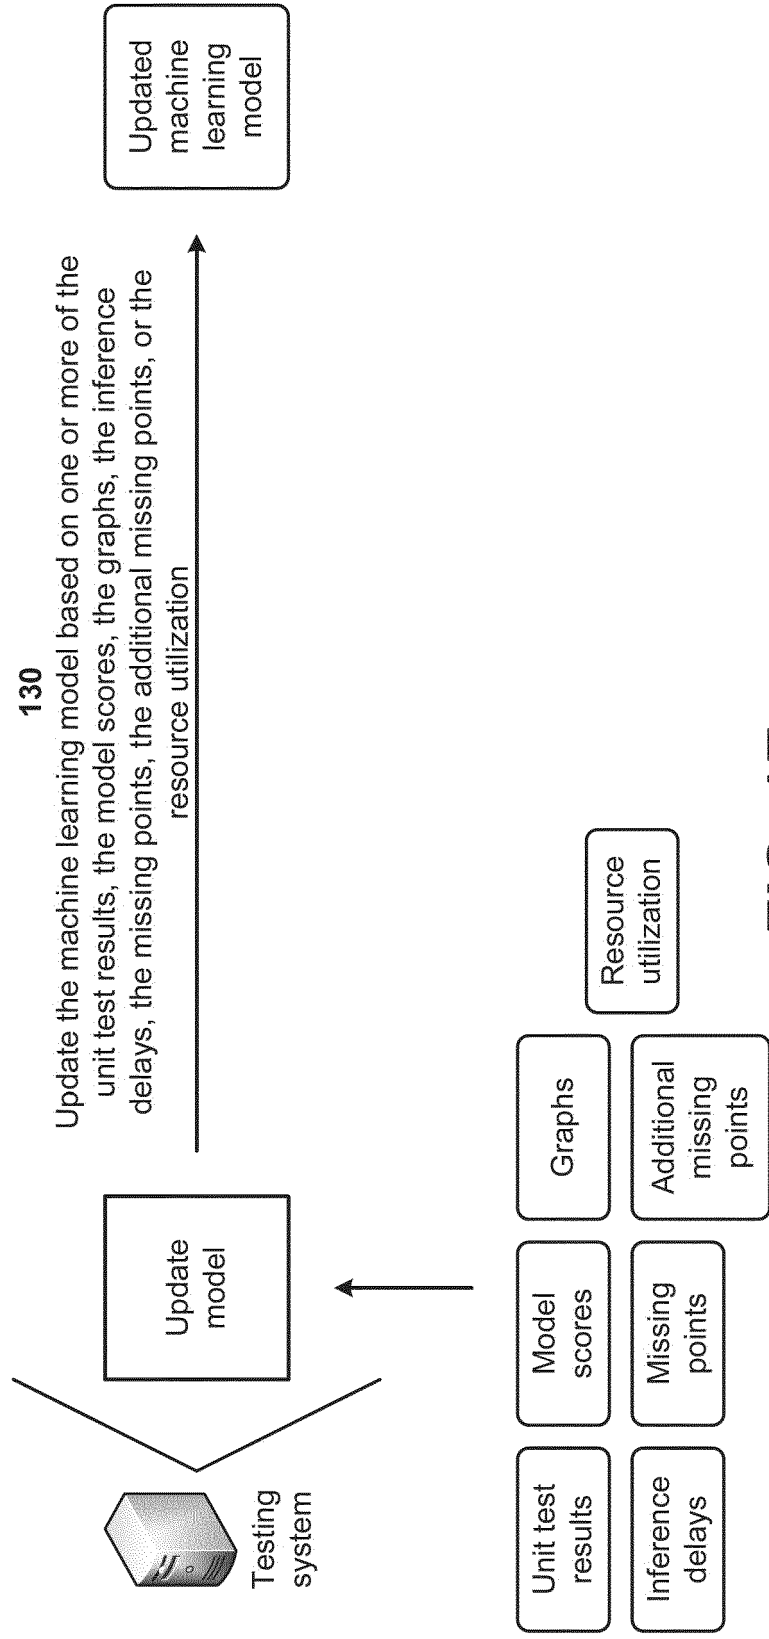 130
Update the machine learning model based on one or more of the
unit test results, the model scores, the graphs, the inference
delays, the missing points, the additional missing points, or the
resource utilization
Testing
system
Update
model
Updated
machine
learning
model
Unit test
results
Model
scores
Graphs
Inference
delays
Missing
points
Additional
missing
points
Resource
utilization